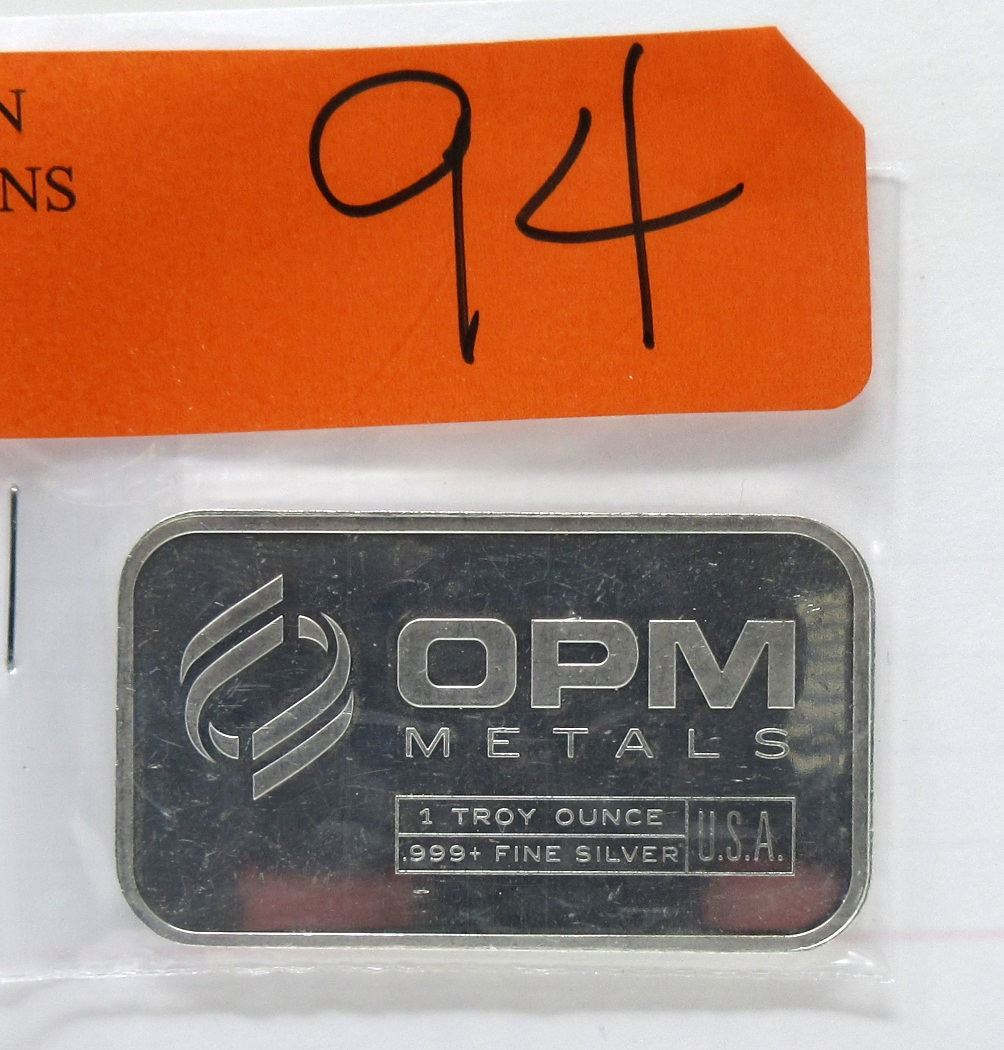 NS
94
OPM
METALS
1 TROY OUNCE
.999+ FINE SILVER
U.S.A.